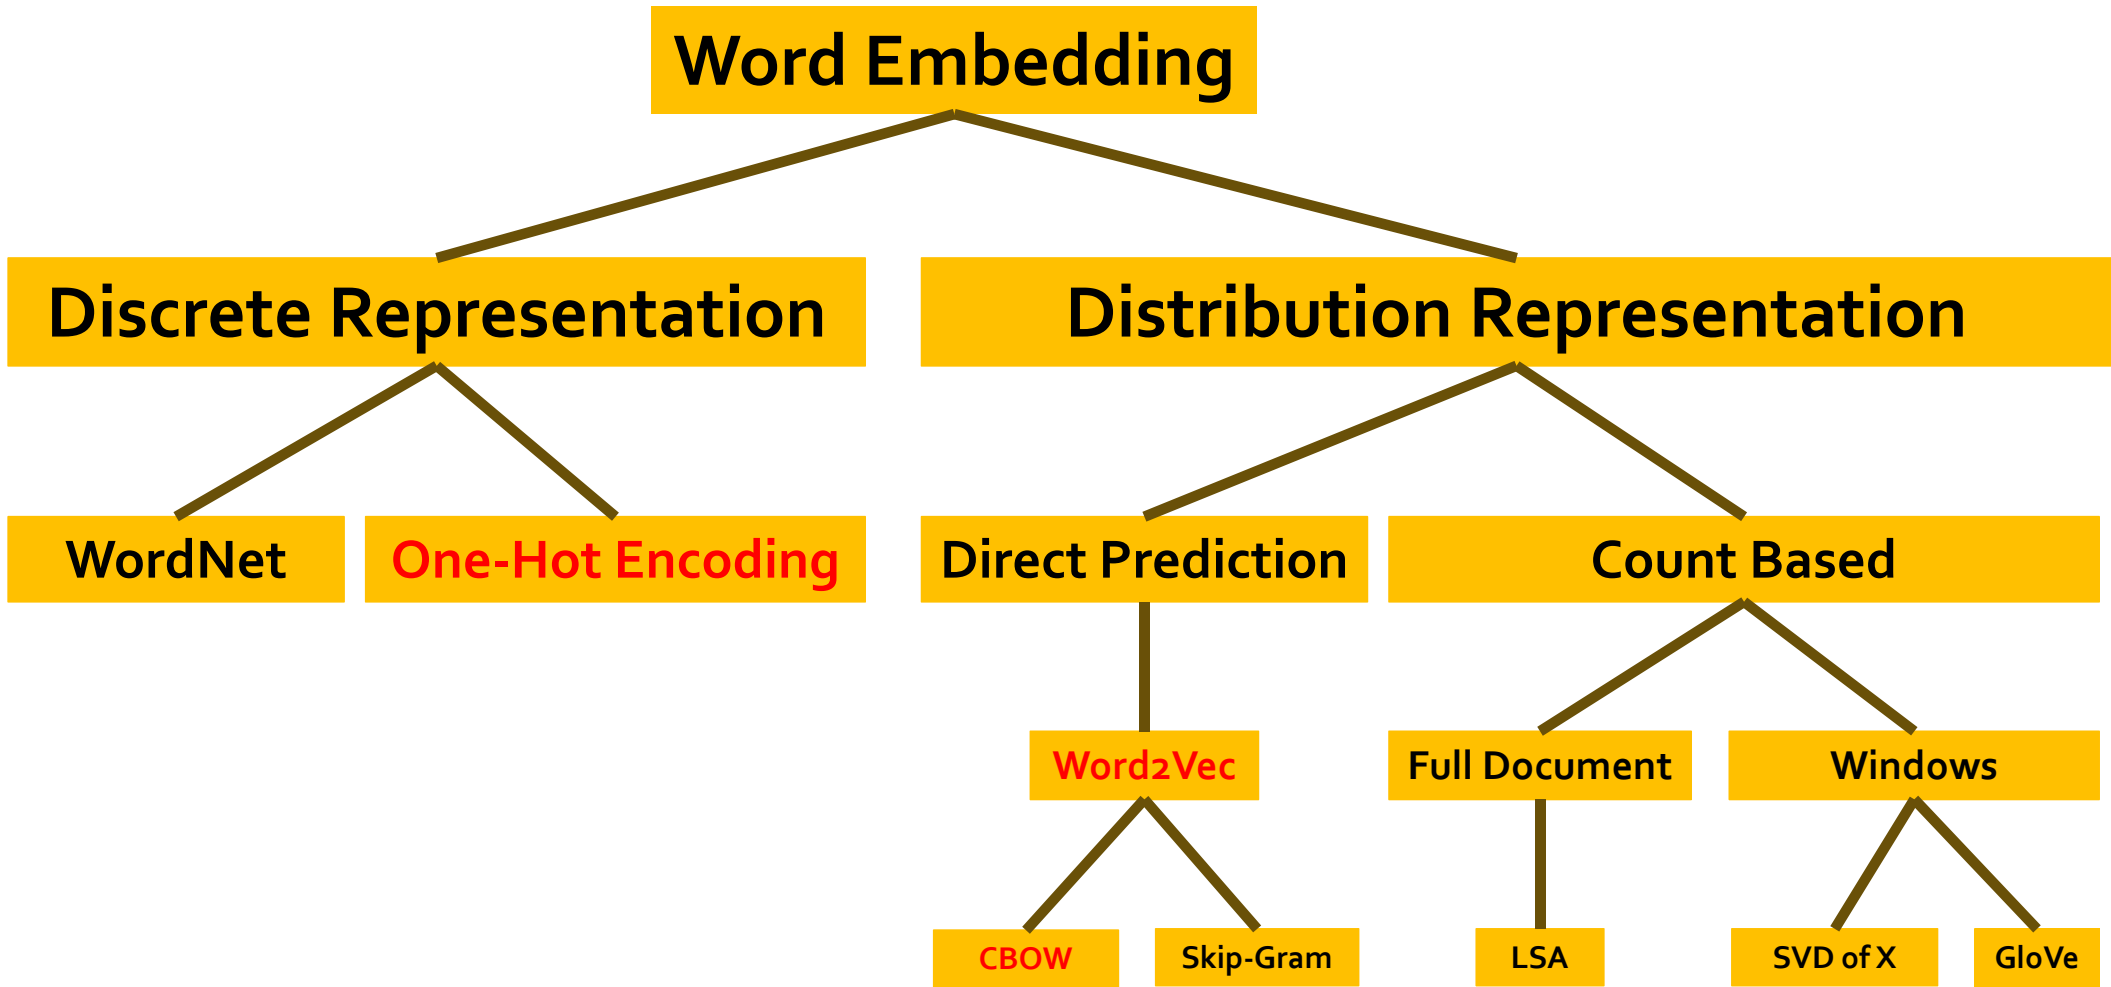 Word Embedding
Discrete Representation
Distribution Representation
WordNet
One-Hot Encoding
Direct Prediction
Count Based
Word2Vec
Full Document
Windows
CBOW
Skip-Gram
LSA
SVD of X
GloVe